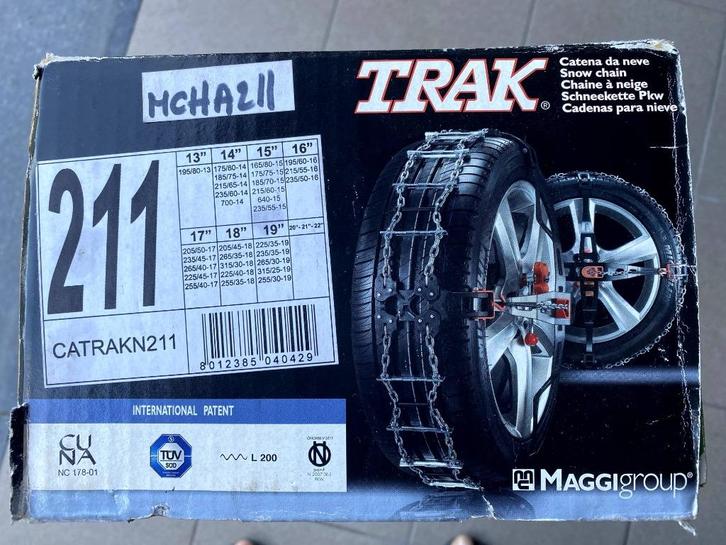 MCHA211
TRAK®
Catena da neve
Snow chain
Chaine à neige
Schneekette Pkw
Cadenas para nieve
211
13"
195/80-13
14"
175/80-14
185/75-14
215/65-14
235/60-14
700-14
15"
165/80-15
175/75-15
185/70-15
215/60-15
640-15
235/55-15
16"
195/60-16
215/55-16
235/50-16
17"
205/50-17
235/45-17
265/40-17
225/45-17
255/40-17
18"
205/45-18
265/35-18
315/30-18
225/40-18
255/35-18
19"
225/35-19
235/35-19
265/30-19
315/25-19
255/30-19
20"- 21"- 22"
CATRAKN211
8 012385 040429
INTERNATIONAL PATENT
CU
NA
NC 178-01
TÜV
SÜD
L 200
MAGGIgroup®